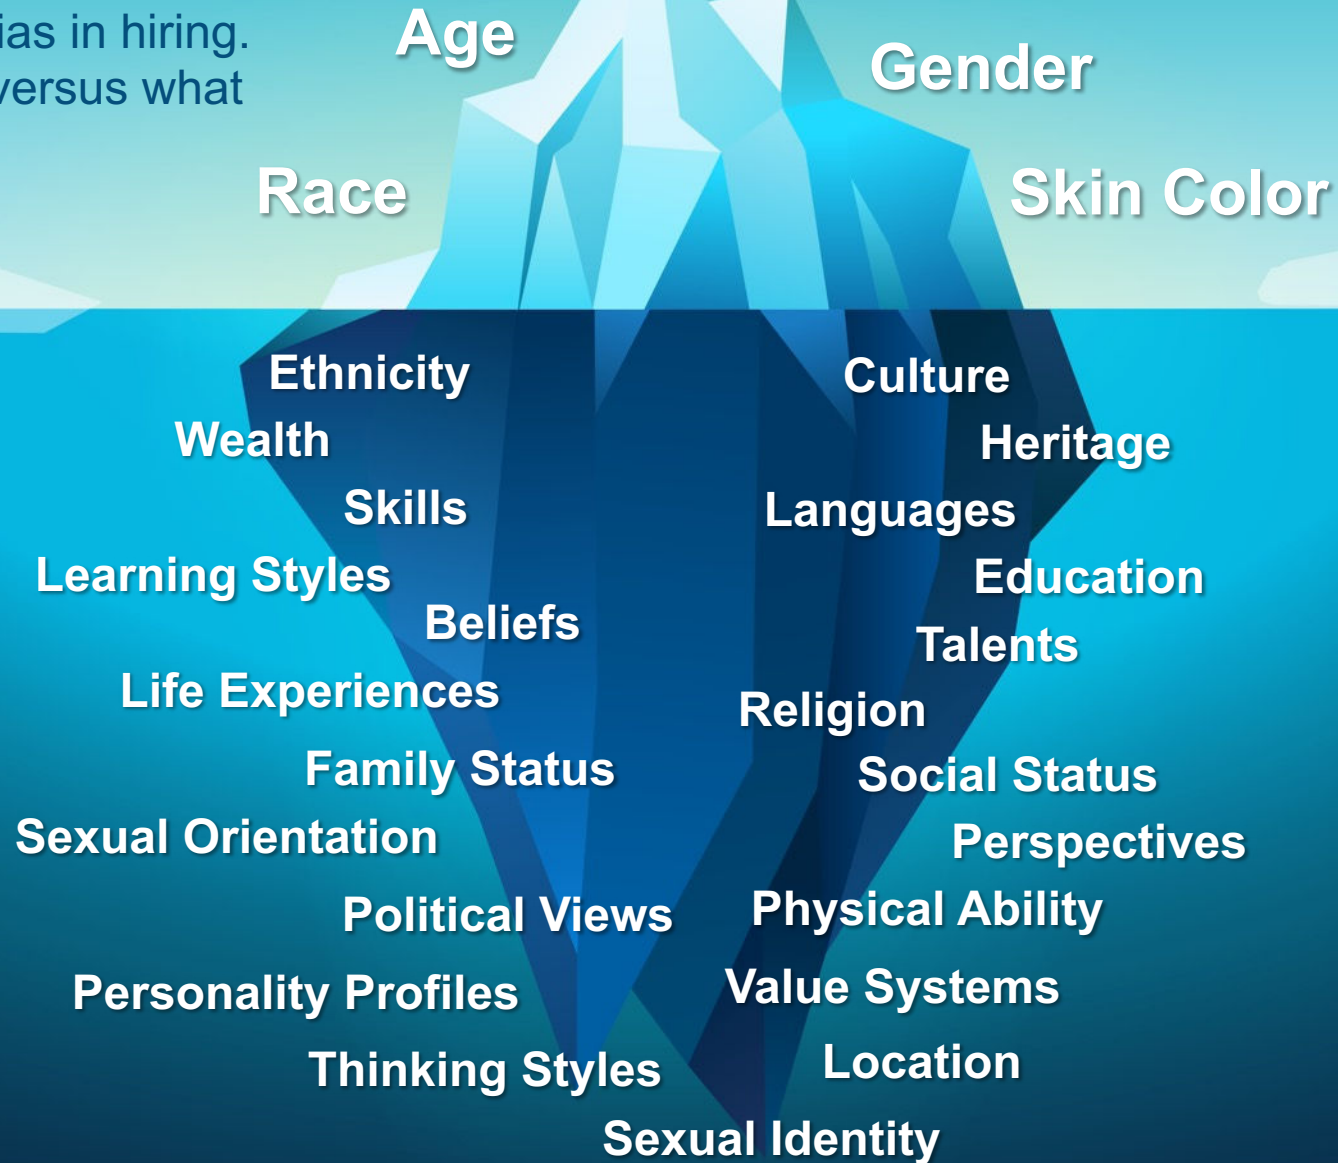 ias in hiring.
versus what
Age
Gender
Race
Skin Color
Ethnicity
Culture
Wealth
Heritage
Skills
Languages
Learning Styles
Education
Beliefs
Talents
Life Experiences
Religion
Family Status
Social Status
Sexual Orientation
Perspectives
Political Views
Physical Ability
Personality Profiles
Value Systems
Thinking Styles
Location
Sexual Identity